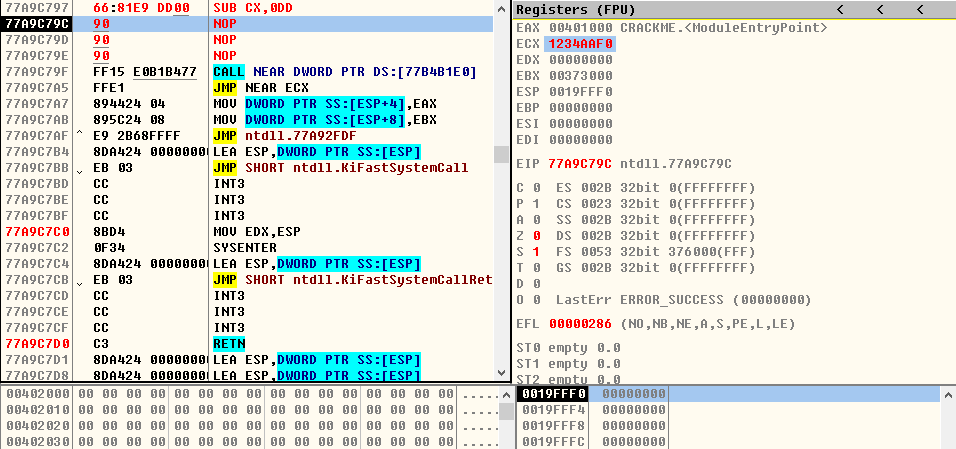 77A9C797 66:81E9 DD00 SUB CX,0DD
77A9C79C 90 NOP
77A9C79D 90 NOP
77A9C79E 90 NOP
77A9C79F FF15 E0B1B477 CALL NEAR DWORD PTR DS:[77B4B1E0]
77A9C7A5 FFE1 JMP NEAR ECX
77A9C7A7 894424 04 MOV DWORD PTR SS:[ESP+4],EAX
77A9C7AB 895C24 08 MOV DWORD PTR SS:[ESP+8],EBX
77A9C7AF ^ E9 2B68FFFF JMP ntdll.77A92FDF
77A9C7B4 8DA424 0000000 LEA ESP,DWORD PTR SS:[ESP]
77A9C7BB ⌄ EB 03 JMP SHORT ntdll.KiFastSystemCall
77A9C7BD CC INT3
77A9C7BE CC INT3
77A9C7BF CC INT3
77A9C7C0 8BD4 MOV EDX,ESP
77A9C7C2 0F34 SYSENTER
77A9C7C4 8DA424 0000000 LEA ESP,DWORD PTR SS:[ESP]
77A9C7CB ⌄ EB 03 JMP SHORT ntdll.KiFastSystemCallRet
77A9C7CD CC INT3
77A9C7CE CC INT3
77A9C7CF CC INT3
77A9C7D0 C3 RETN
77A9C7D1 8DA424 0000000 LEA ESP,DWORD PTR SS:[ESP]
77A9C7D8 8DA424 0000000 LEA ESP,DWORD PTR SS:[ESP]
Registers (FPU) < < <
EAX 00401000 CRACKME.<ModuleEntryPoint>
ECX 1234AAF0
EDX 00000000
EBX 00373000
ESP 0019FFF0
EBP 00000000
ESI 00000000
EDI 00000000
EIP 77A9C79C ntdll.77A9C79C
C 0 ES 002B 32bit 0(FFFFFFFF)
P 1 CS 0023 32bit 0(FFFFFFFF)
A 0 SS 002B 32bit 0(FFFFFFFF)
Z 0 DS 002B 32bit 0(FFFFFFFF)
S 1 FS 0053 32bit 376000(FFF)
T 0 GS 002B 32bit 0(FFFFFFFF)
D 0
O 0 LastErr ERROR_SUCCESS (00000000)
EFL 00000286 (NO,NB,NE,A,S,PE,L,LE)
ST0 empty 0.0
ST1 empty 0.0
ST2 empty 0.0
00402000 00 00 00 00 00 00 00 00 00 00 00 00 00 00 00 00 .....
00402010 00 00 00 00 00 00 00 00 00 00 00 00 00 00 00 00 .....
00402020 00 00 00 00 00 00 00 00 00 00 00 00 00 00 00 00 .....
00402030 00 00 00 00 00 00 00 00 00 00 00 00 00 00 00 00 .....
0019FFF0 00000000
0019FFF4 00000000
0019FFF8 00000000
0019FFFC 00000000